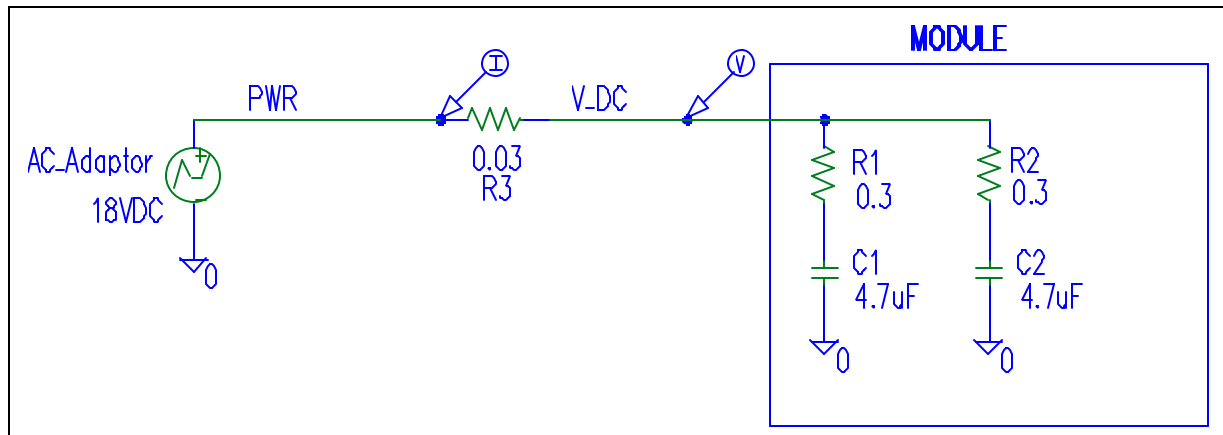 MODULE
I
V
PWR
V_DC
AC_Adaptor
18VDC
+
-
0
0.03
R3
R1
0.3
C1
4.7uF
0
R2
0.3
C2
4.7uF
0